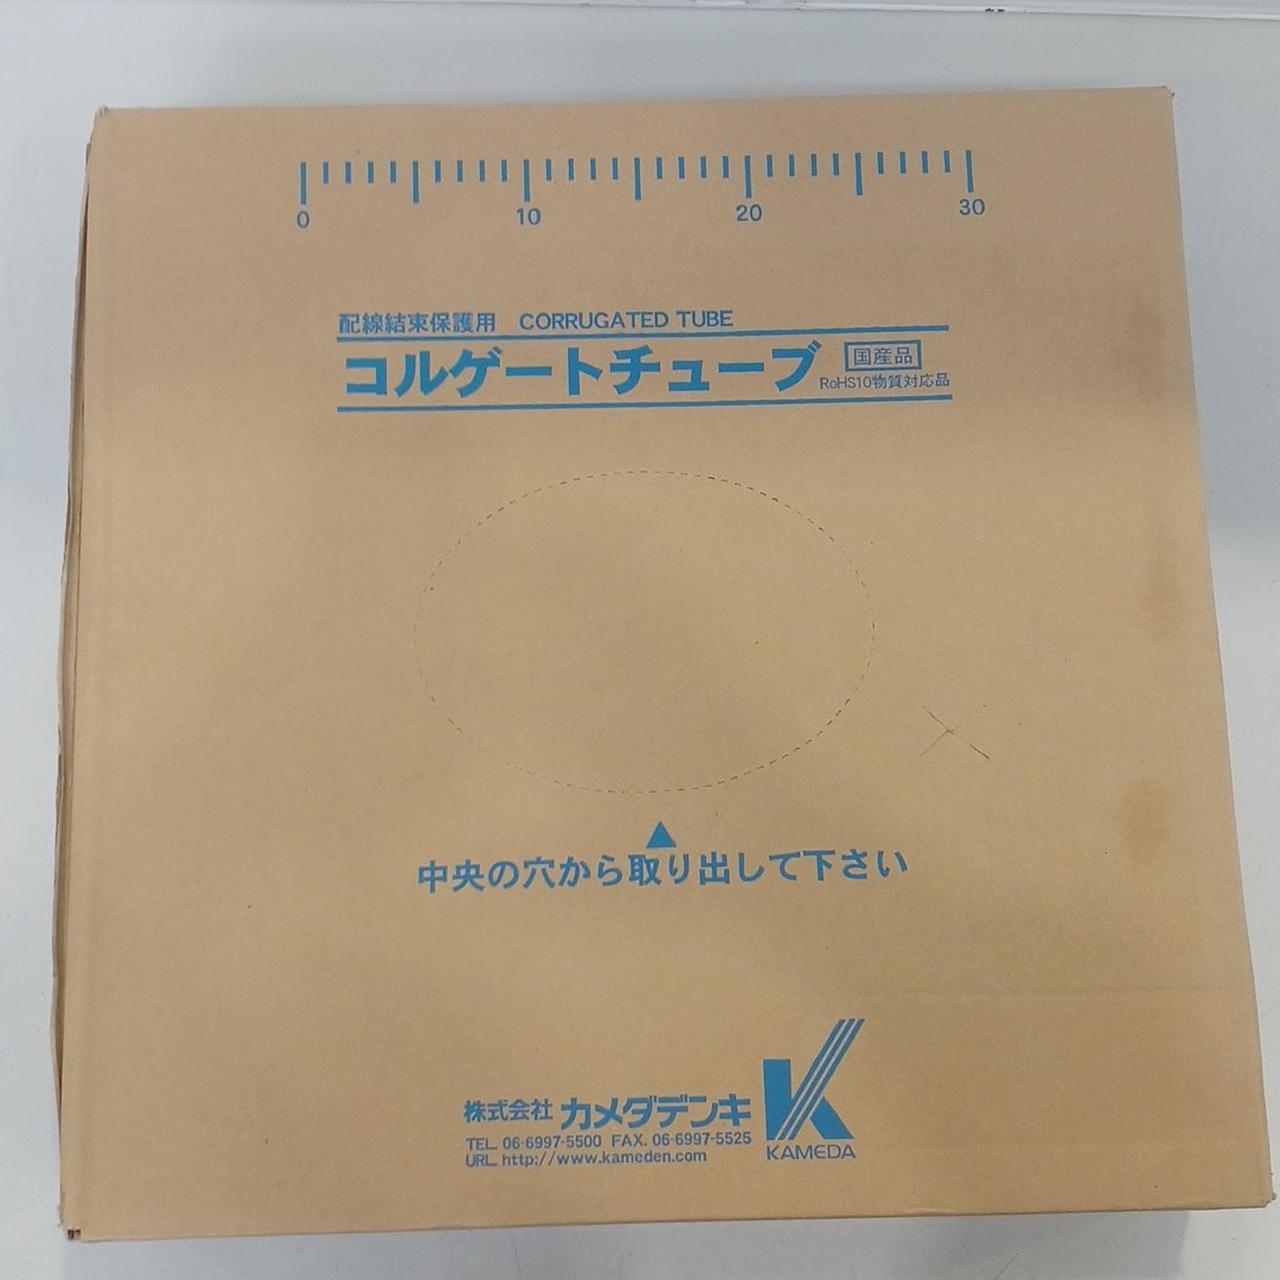 0 10 20 30
配線結束保護用 CORRUGATED TUBE
コルゲートチューブ 国産品
RoHS10物質対応品
中央の穴から取り出して下さい
株式会社 カメダデンキ
TEL. 06-6997-5500 FAX. 06-6997-5525
URL. http://www.kameden.com
KAMEDA